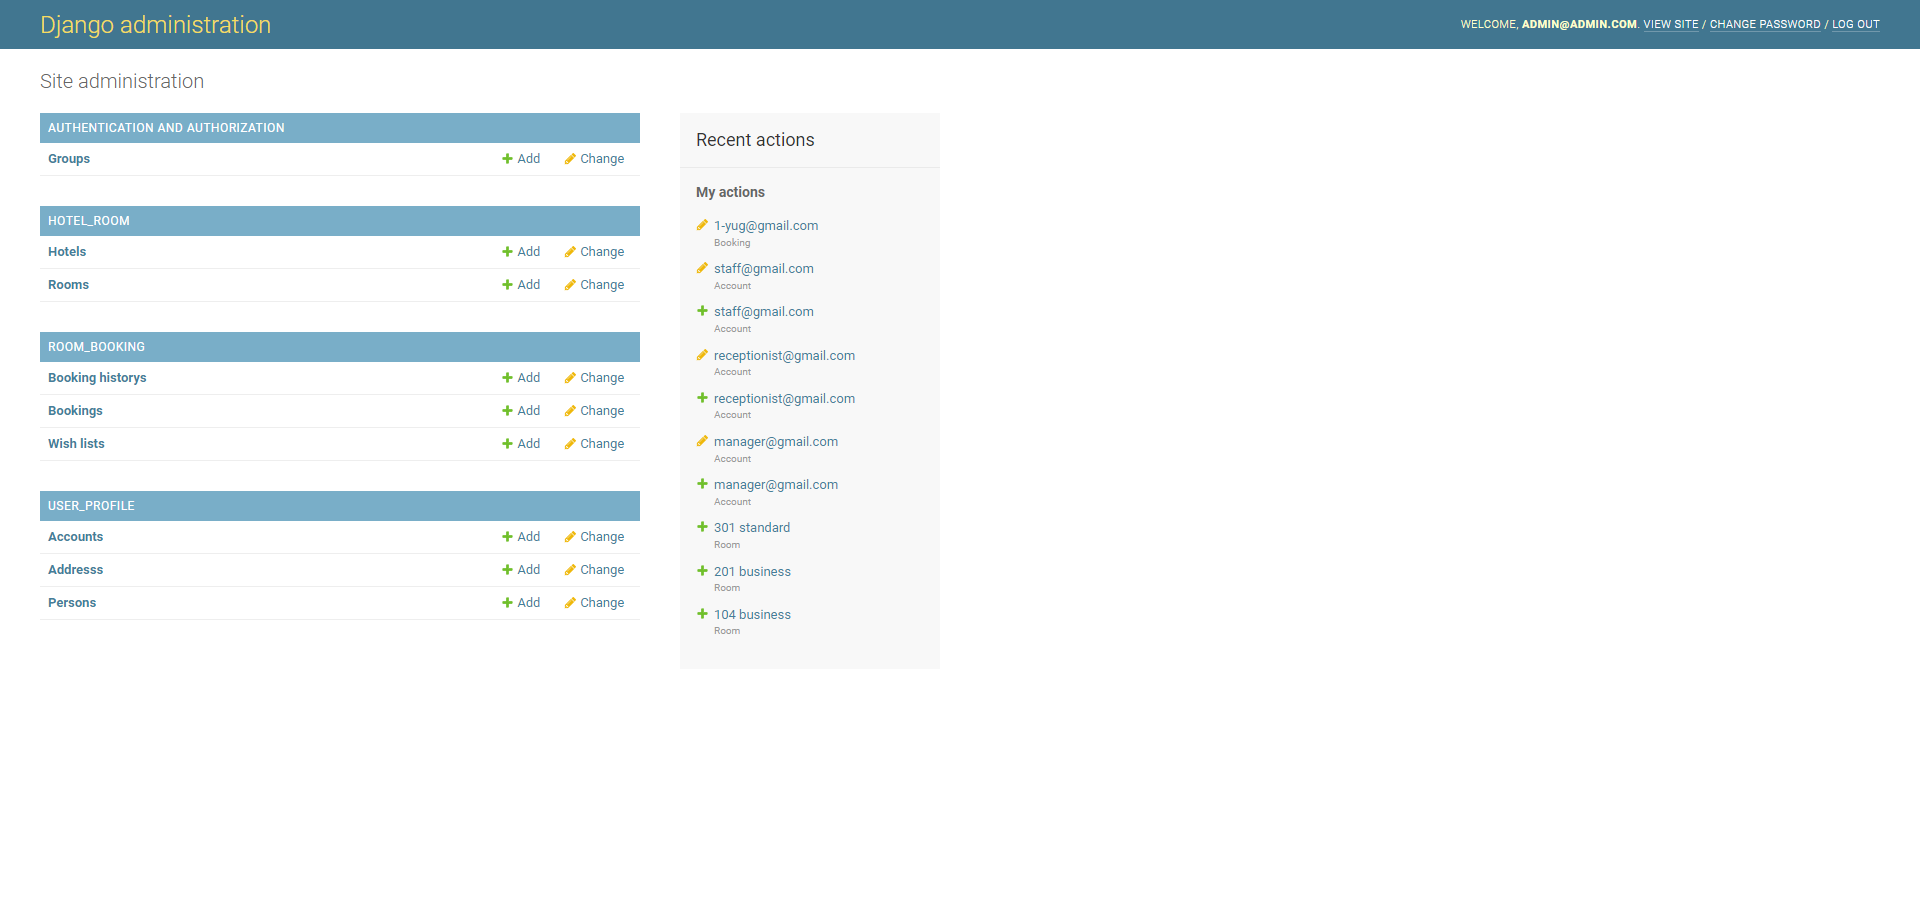 Django administration
WELCOME, ADMIN@ADMIN.COM. VIEW SITE / CHANGE PASSWORD / LOG OUT
Site administration
AUTHENTICATION AND AUTHORIZATION
Groups Add Change
HOTEL_ROOM
Hotels Add Change
Rooms Add Change
ROOM_BOOKING
Booking historys Add Change
Bookings Add Change
Wish lists Add Change
USER_PROFILE
Accounts Add Change
Addresss Add Change
Persons Add Change
Recent actions
My actions
1-yug@gmail.com
Booking
staff@gmail.com
Account
staff@gmail.com
Account
receptionist@gmail.com
Account
receptionist@gmail.com
Account
manager@gmail.com
Account
manager@gmail.com
Account
301 standard
Room
201 business
Room
104 business
Room